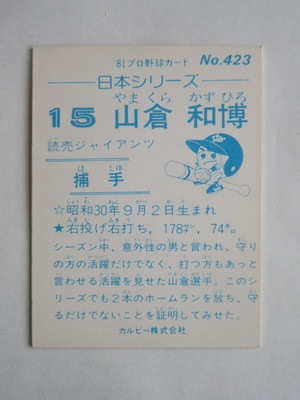 '81プロ野球カード No.423
日本シリーズ
やま くら かず ひろ
15 山倉 和博
よみ うり
読売ジャイアンツ
ほ しゅ
捕手
☆昭和30年9月2日生まれ
★右投げ右打ち，178㌢，74㌔
シーズン中、意外性の男と言われ、守り
の方の活躍だけでなく、打つ方もあっと
言わせる活躍を見せた山倉選手。このシ
リーズでも2本のホームランを放ち、守
るだけでないことを証明してみせた。
カルビー株式会社